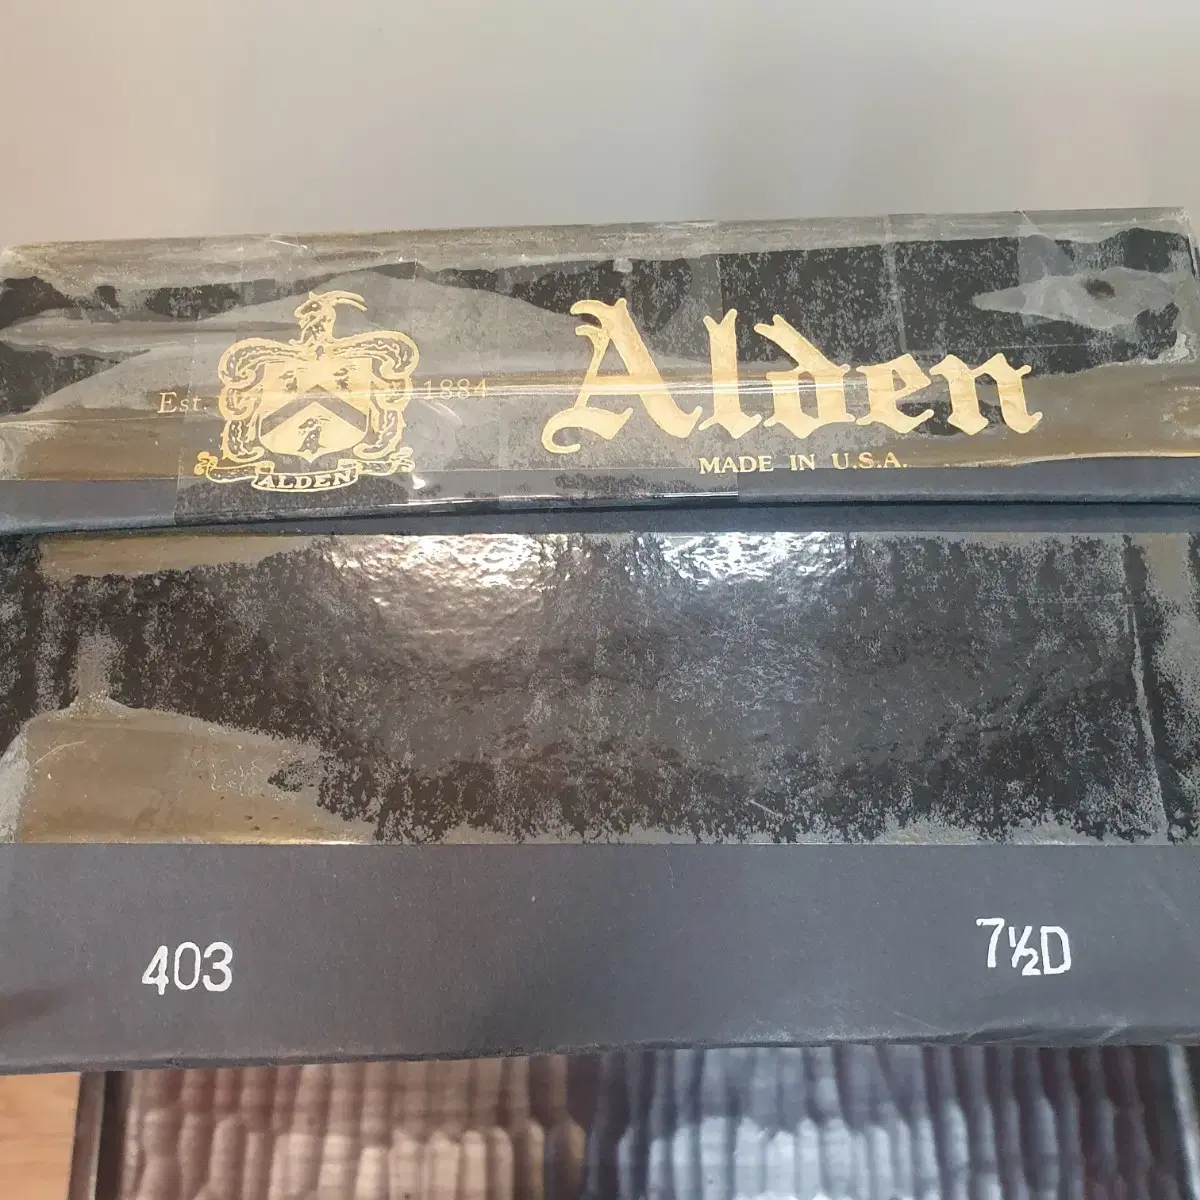 Est. 1884
ALDEN
Alden
MADE IN U.S.A.
403
7½D